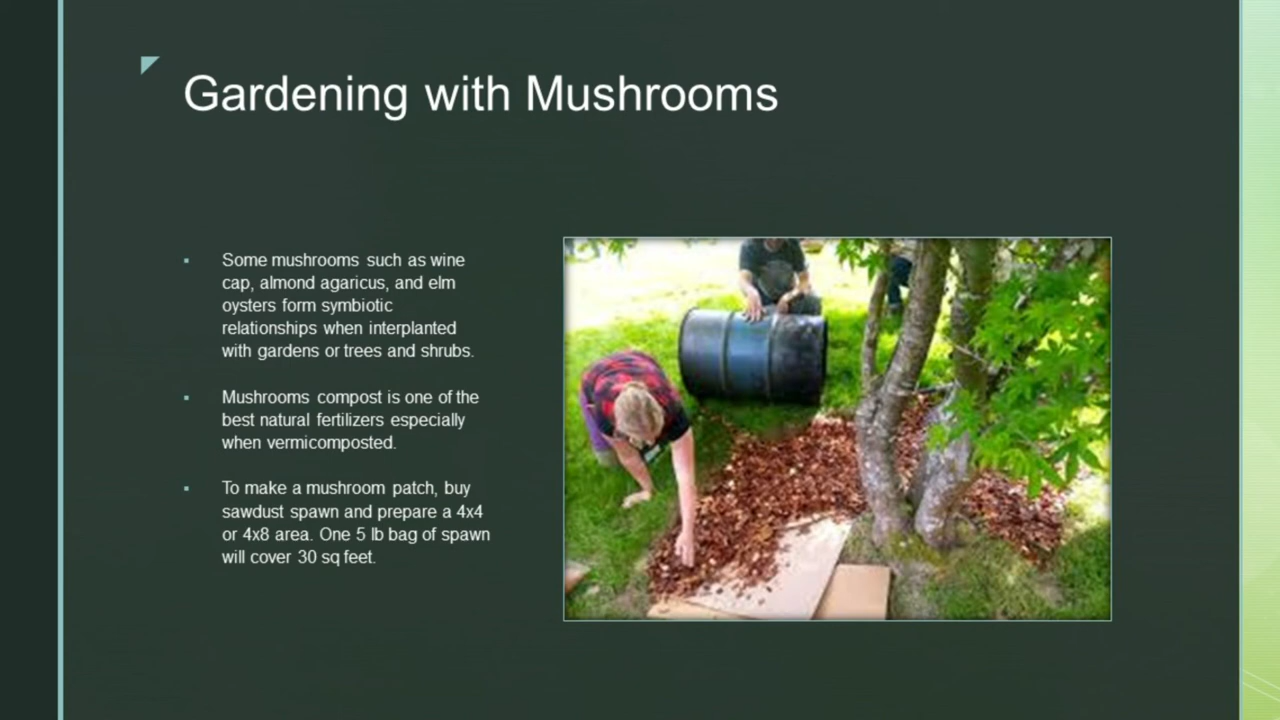 Gardening with Mushrooms
Some mushrooms such as wine
cap, almond agaricus, and elm
oysters form symbiotic
relationships when interplanted
with gardens or trees and shrubs.
Mushrooms compost is one of the
best natural fertilizers especially
when vermicomposted.
To make a mushroom patch, buy
sawdust spawn and prepare a 4x4
or 4x8 area. One 5 lb bag of spawn
will cover 30 sq feet.